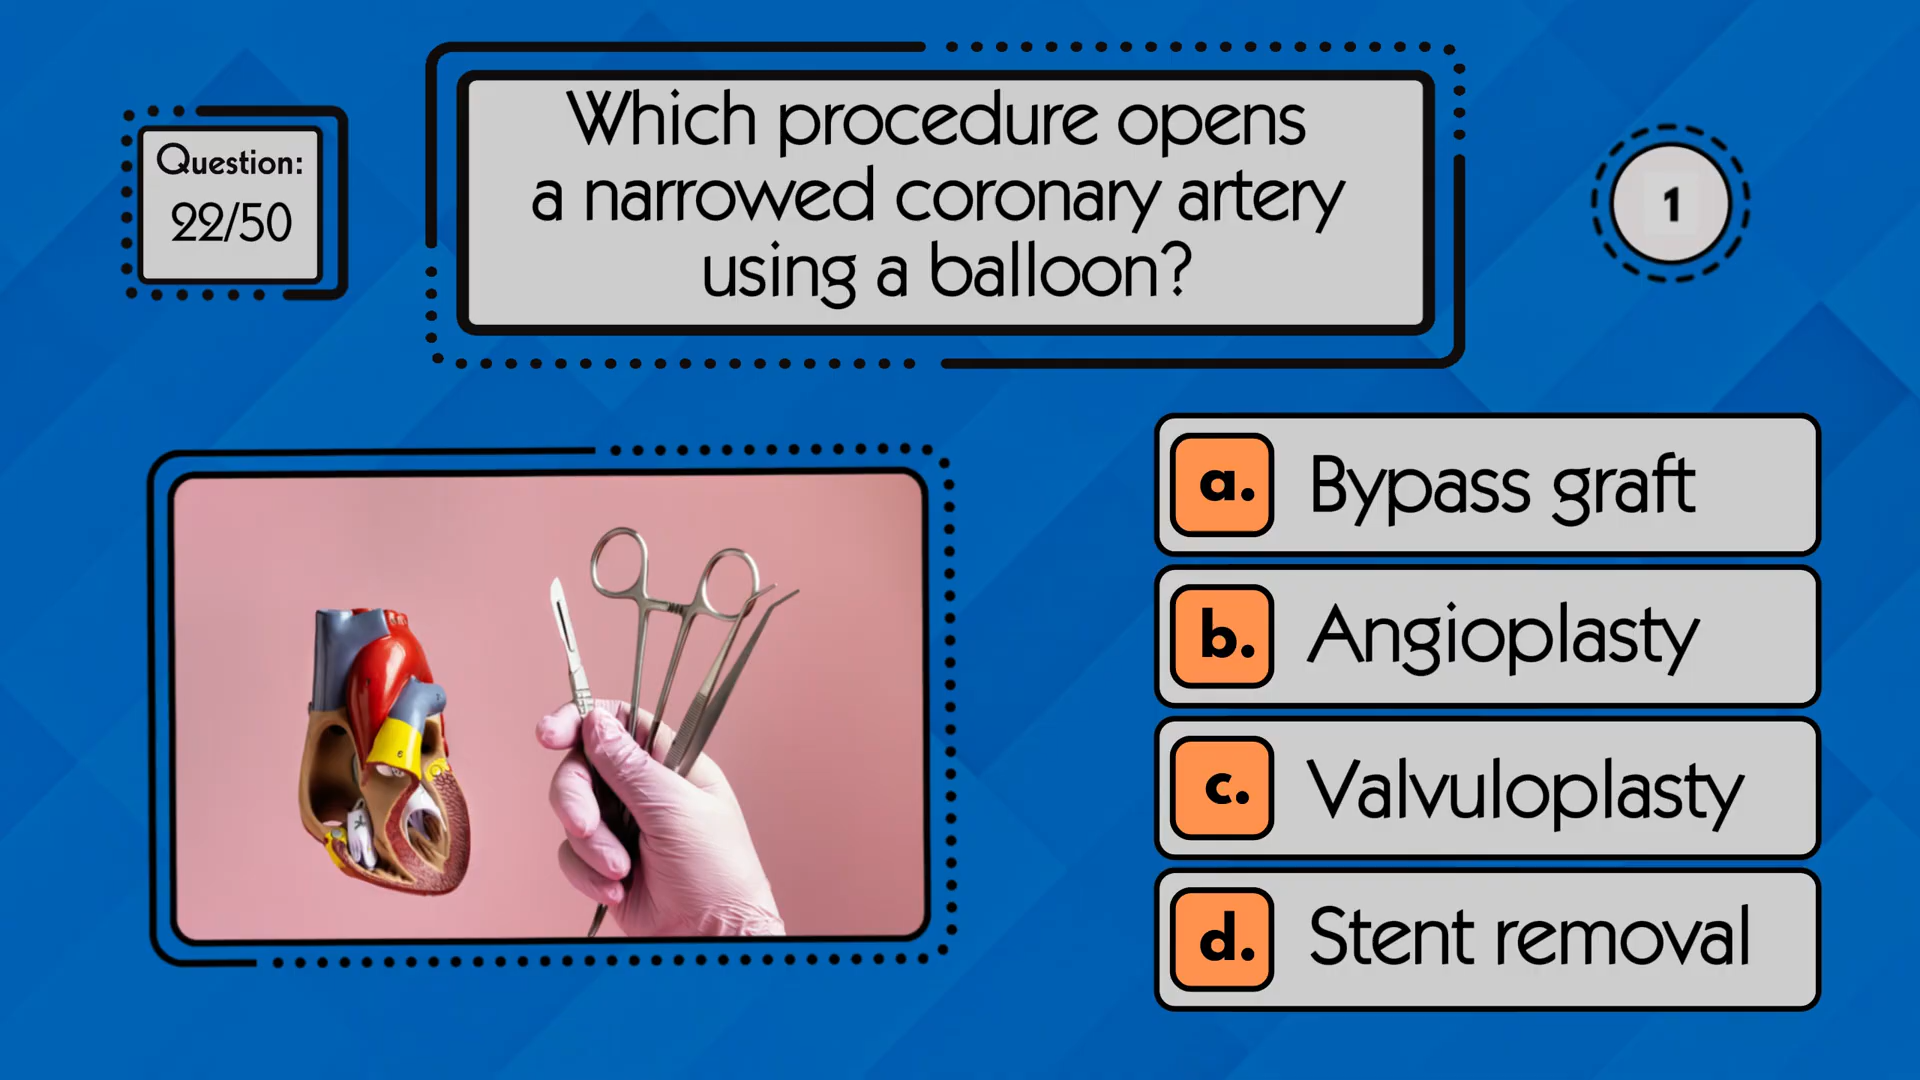 Question:
22/50
Which procedure opens
a narrowed coronary artery
using a balloon?
1
a. Bypass graft
b. Angioplasty
c. Valvuloplasty
d. Stent removal